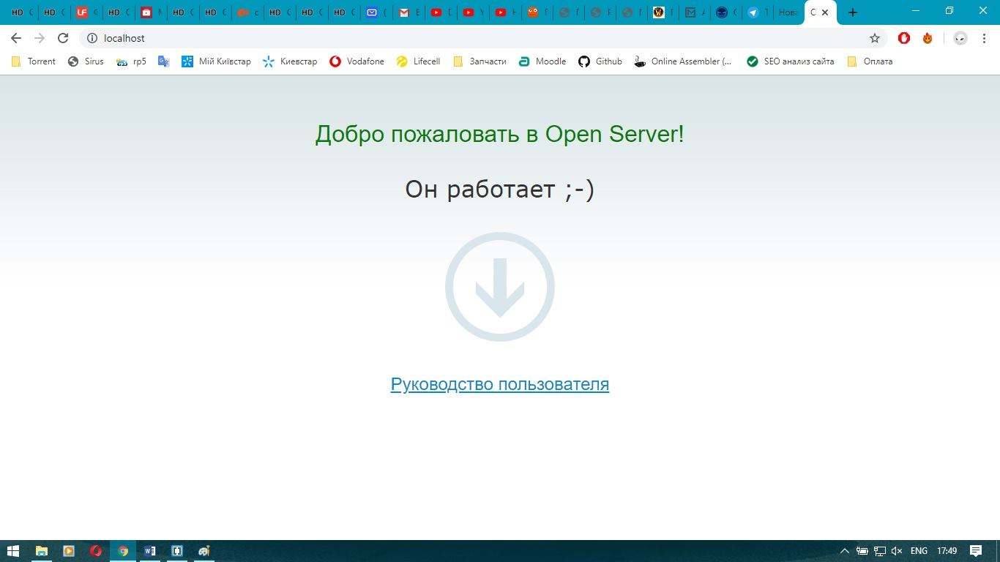 HD HD LF HD HD HD HD HD HD
Нова
localhost
Torrent Sirus rp5 Мій Київстар Киевстар Vodafone Lifecell Запчасти Moodle Github Online Assembler (... SEO анализ сайта Оплата
Добро пожаловать в Open Server!
Он работает ;-)
Руководство пользователя
ENG 17:49